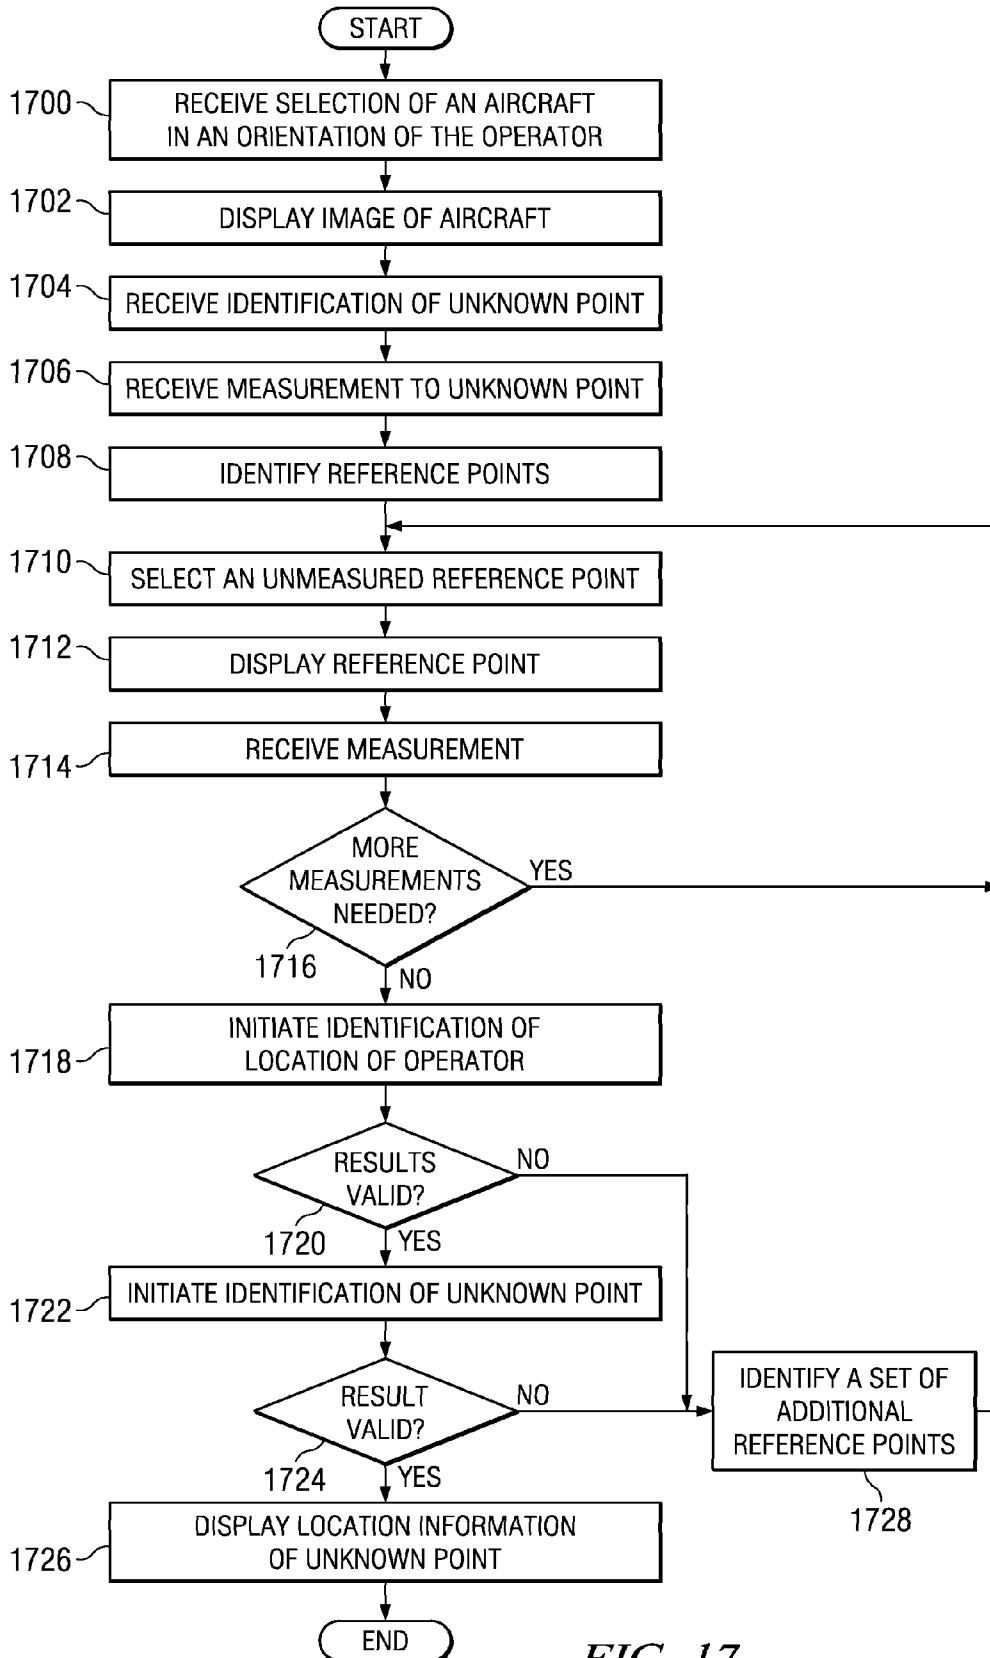 START
1700
RECEIVE SELECTION OF AN AIRCRAFT
IN AN ORIENTATION OF THE OPERATOR
1702
DISPLAY IMAGE OF AIRCRAFT
1704
RECEIVE IDENTIFICATION OF UNKNOWN POINT
1706
RECEIVE MEASUREMENT TO UNKNOWN POINT
1708
IDENTIFY REFERENCE POINTS
1710
SELECT AN UNMEASURED REFERENCE POINT
1712
DISPLAY REFERENCE POINT
1714
RECEIVE MEASUREMENT
MORE
MEASUREMENTS
NEEDED?
YES
1716
NO
1718
INITIATE IDENTIFICATION OF
LOCATION OF OPERATOR
RESULTS
VALID?
NO
1720
YES
1722
INITIATE IDENTIFICATION OF UNKNOWN POINT
RESULT
VALID?
NO
1724
YES
IDENTIFY A SET OF
ADDITIONAL
REFERENCE POINTS
1728
1726
DISPLAY LOCATION INFORMATION
OF UNKNOWN POINT
END
FIG. 17